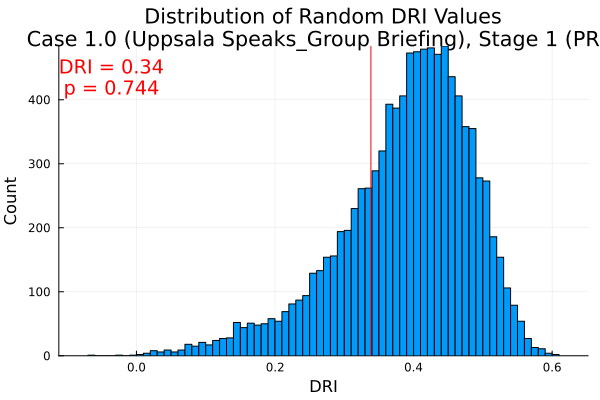 Distribution of Random DRI Values
Case 1.0 (Uppsala Speaks_Group Briefing), Stage 1 (PR
DRI = 0.34
p = 0.744
400
300
200
100
0
Count
0.0
0.2
0.4
0.6
DRI